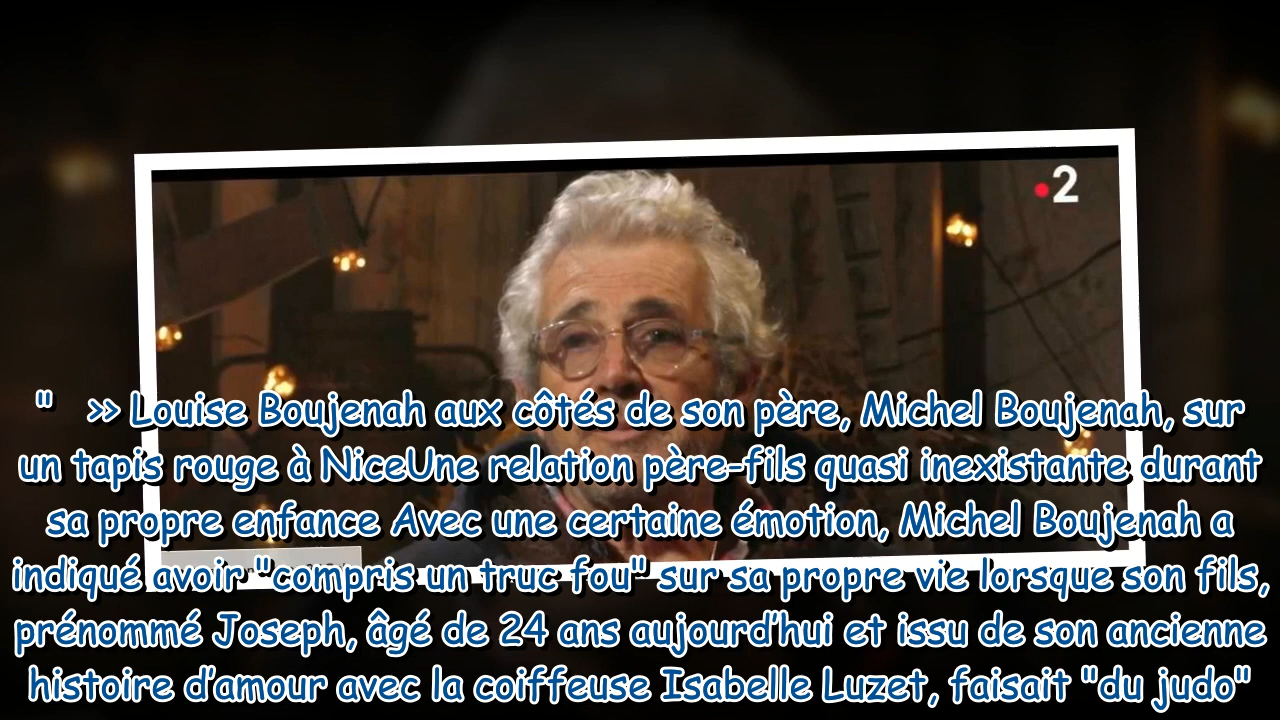 2
" >> Louise Boujenah aux côtés de son père, Michel Boujenah, sur
un tapis rouge à NiceUne relation père-fils quasi inexistante durant
sa propre enfance Avec une certaine émotion, Michel Boujenah a
indiqué avoir "compris un truc fou" sur sa propre vie lorsque son fils,
prénommé Joseph, âgé de 24 ans aujourd'hui et issu de son ancienne
histoire d'amour avec la coiffeuse Isabelle Luzet, faisait "du judo"